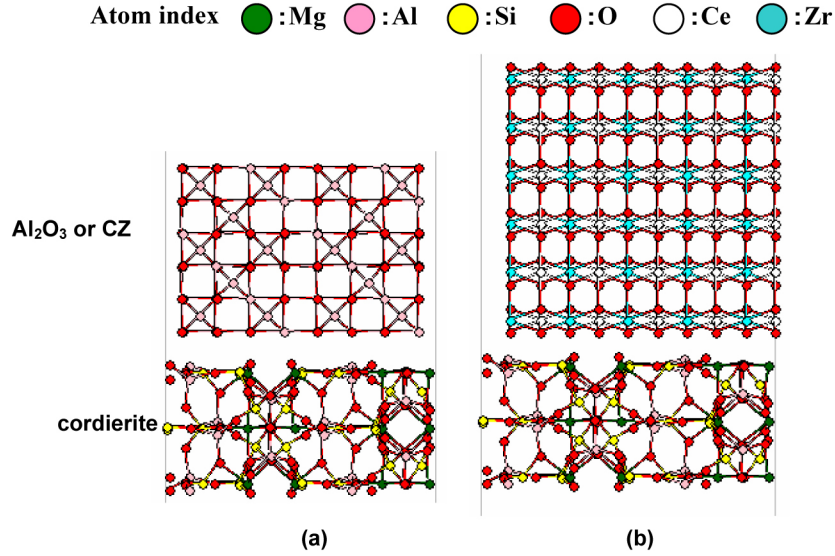 Atom index :Mg :Al :Si :O :Ce :Zr
Al₂O₃ or CZ
cordierite
(a) (b)